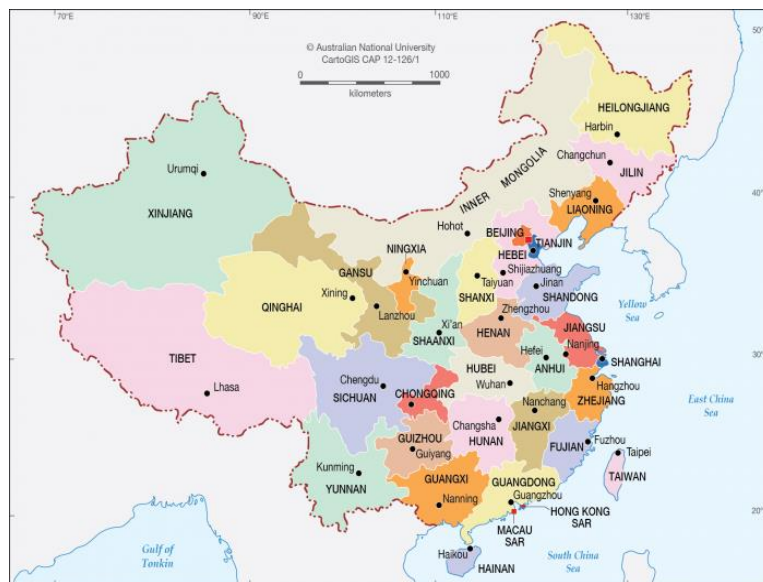 70°E
90°E
110°E
130°E
50°
© Australian National University
CartoGIS CAP 12-126/1
0
1000
kilometers
HEILONGJIANG
Harbin
Changchun
JILIN
Urumqi
INNER MONGOLIA
Shenyang
LIAONING
40°
XINJIANG
Hohot
BEIJING
TIANJIN
HEBEI
NINGXIA
GANSU
Yinchuan
Shijiazhuang
Taiyuan
SHANXI
Jinan
SHANDONG
Xining
QINGHAI
Lanzhou
Yellow
Sea
Zhengzhou
HENAN
Xi'an
SHAANXI
JIANGSU
Nanjing
Hefei
ANHUI
SHANGHAI
30°
TIBET
Lhasa
HUBEI
Wuhan
Hangzhou
ZHEJIANG
Chengdu
SICHUAN
CHONGQING
East China
Sea
Nanchang
JIANGXI
Changsha
HUNAN
GUIZHOU
Guiyang
FUJIAN
Fuzhou
Taipei
TAIWAN
Kunming
YUNNAN
GUANGXI
Nanning
GUANGDONG
Guangzhou
HONG KONG
SAR
MACAU
SAR
20°
Gulf of
Tonkin
Haikou
HAINAN
South China
Sea